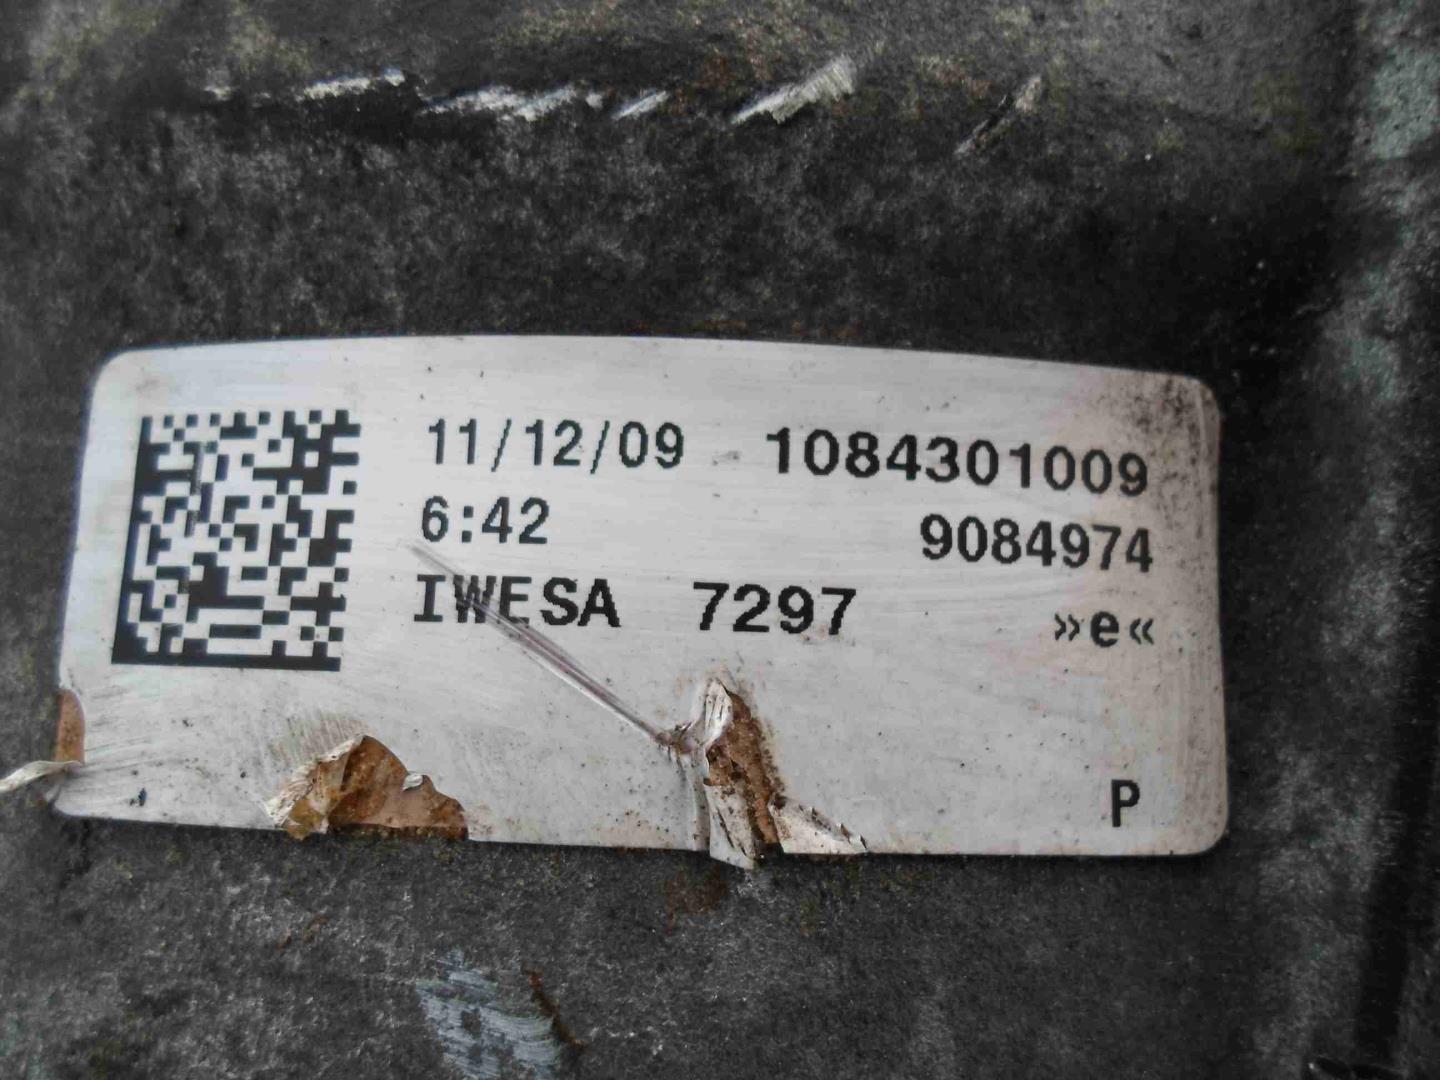 11/12/09 1084301009
6:42 9084974
IWESA 7297 »e«
P